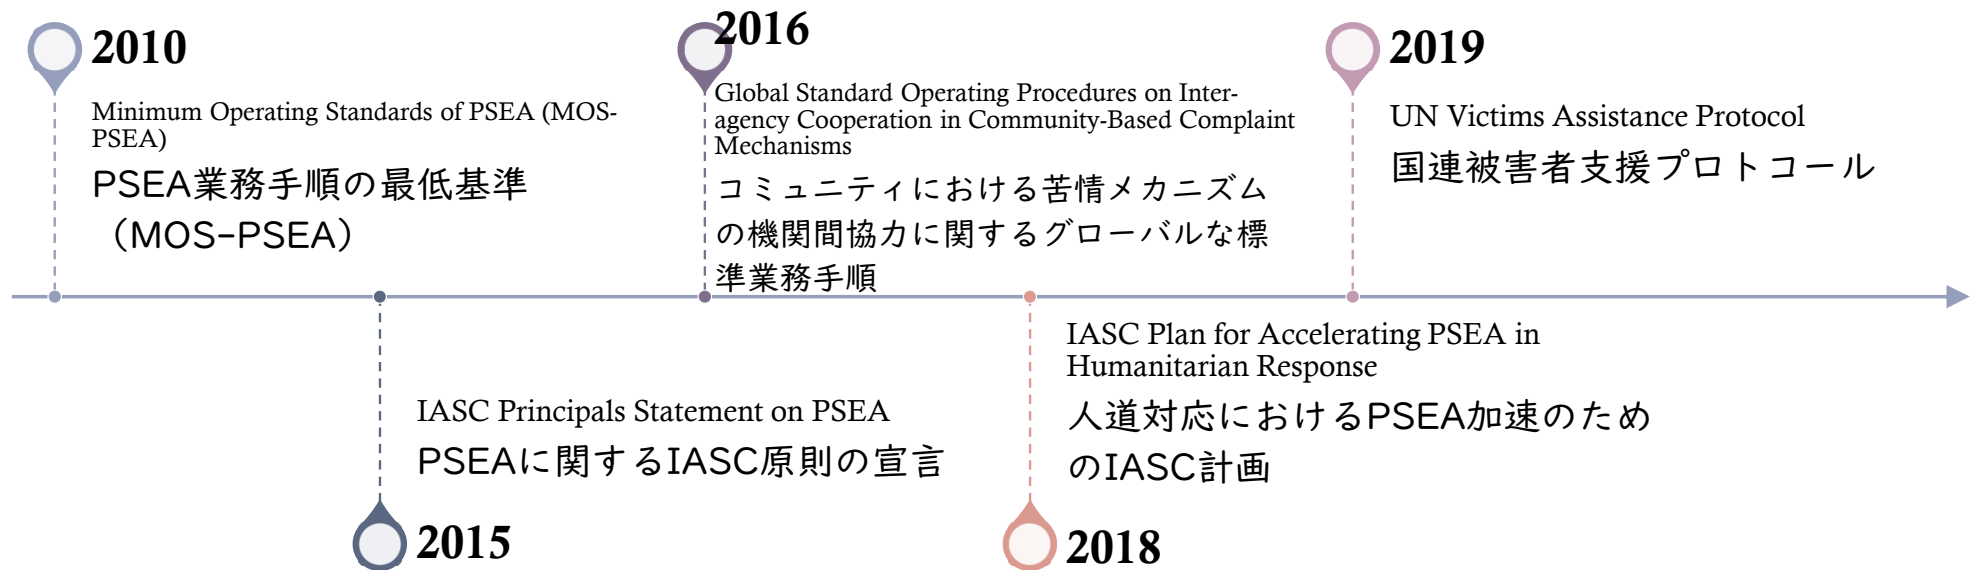 2010
Minimum Operating Standards of PSEA (MOS-
PSEA)
PSEA業務手順の最低基準
（MOS-PSEA）
2015
IASC Principals Statement on PSEA
PSEAに関するIASC原則の宣言
2016
Global Standard Operating Procedures on Inter-
agency Cooperation in Community-Based Complaint
Mechanisms
コミュニティにおける苦情メカニズム
の機関間協力に関するグローバルな標
準業務手順
2018
IASC Plan for Accelerating PSEA in
Humanitarian Response
人道対応におけるPSEA加速のため
のIASC計画
2019
UN Victims Assistance Protocol
国連被害者支援プロトコール